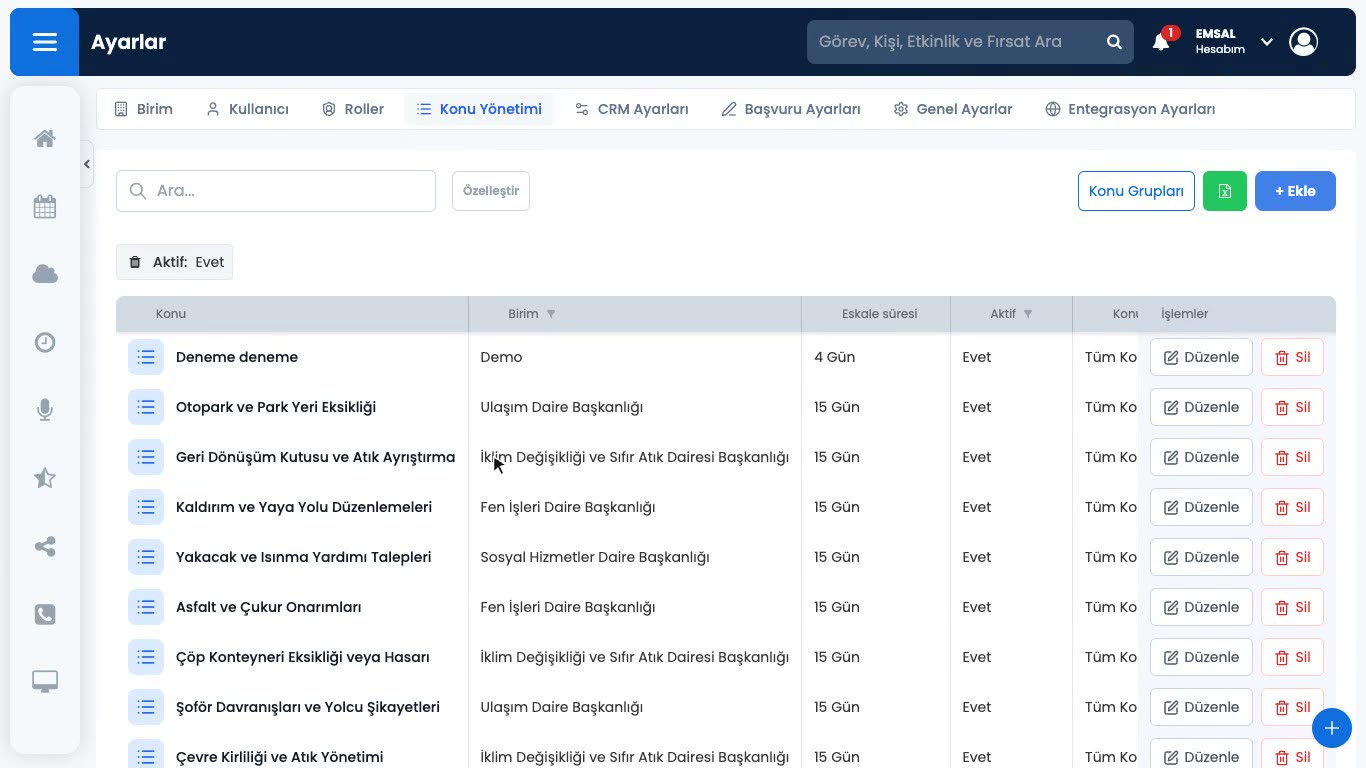 Ayarlar
Görev, Kişi, Etkinlik ve Fırsat Ara
1
EMSAL
Hesabım
Birim
Kullanıcı
Roller
Konu Yönetimi
CRM Ayarları
Başvuru Ayarları
Genel Ayarlar
Entegrasyon Ayarları
Ara...
Özelleştir
Konu Grupları
+ Ekle
Aktif: Evet
Konu Birim Eskale süresi Aktif Konu İşlemler
Deneme deneme Demo 4 Gün Evet Tüm Ko Düzenle Sil
Otopark ve Park Yeri Eksikliği Ulaşım Daire Başkanlığı 15 Gün Evet Tüm Ko Düzenle Sil
Geri Dönüşüm Kutusu ve Atık Ayrıştırma İklim Değişikliği ve Sıfır Atık Dairesi Başkanlığı 15 Gün Evet Tüm Ko Düzenle Sil
Kaldırım ve Yaya Yolu Düzenlemeleri Fen İşleri Daire Başkanlığı 15 Gün Evet Tüm Ko Düzenle Sil
Yakacak ve Isınma Yardımı Talepleri Sosyal Hizmetler Daire Başkanlığı 15 Gün Evet Tüm Ko Düzenle Sil
Asfalt ve Çukur Onarımları Fen İşleri Daire Başkanlığı 15 Gün Evet Tüm Ko Düzenle Sil
Çöp Konteyneri Eksikliği veya Hasarı İklim Değişikliği ve Sıfır Atık Dairesi Başkanlığı 15 Gün Evet Tüm Ko Düzenle Sil
Şoför Davranışları ve Yolcu Şikayetleri Ulaşım Daire Başkanlığı 15 Gün Evet Tüm Ko Düzenle Sil
Çevre Kirliliği ve Atık Yönetimi İklim Değişikliği ve Sıfır Atık Dairesi Başkanlığı 15 Gün Evet Tüm Ko Düzenle Sil